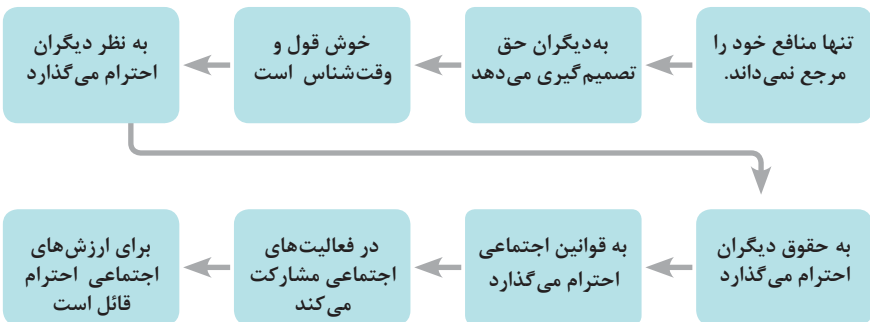 تنها منافع خود را
مرجع نمی‌داند.
به‌دیگران حق
تصمیم‌گیری می‌دهد
خوش قول و
وقت‌شناس است
به نظر دیگران
احترام می‌گذارد
به حقوق دیگران
احترام می‌گذارد
به قوانین اجتماعی
احترام می‌گذارد
در فعالیت‌های
اجتماعی مشارکت
می‌کند
برای ارزش‌های
اجتماعی احترام
قائل است